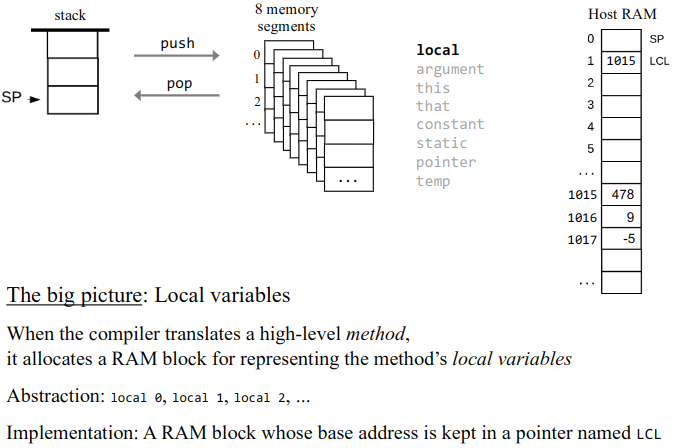 stack
8 memory
segments
Host RAM
push
pop
SP
0
1
2
...
...
local
argument
this
that
constant
static
pointer
temp
0 SP
1 1015 LCL
2
3
4
5
...
1015 478
1016 9
1017 -5
...
The big picture: Local variables
When the compiler translates a high-level method,
it allocates a RAM block for representing the method's local variables
Abstraction: local 0, local 1, local 2, ...
Implementation: A RAM block whose base address is kept in a pointer named LCL